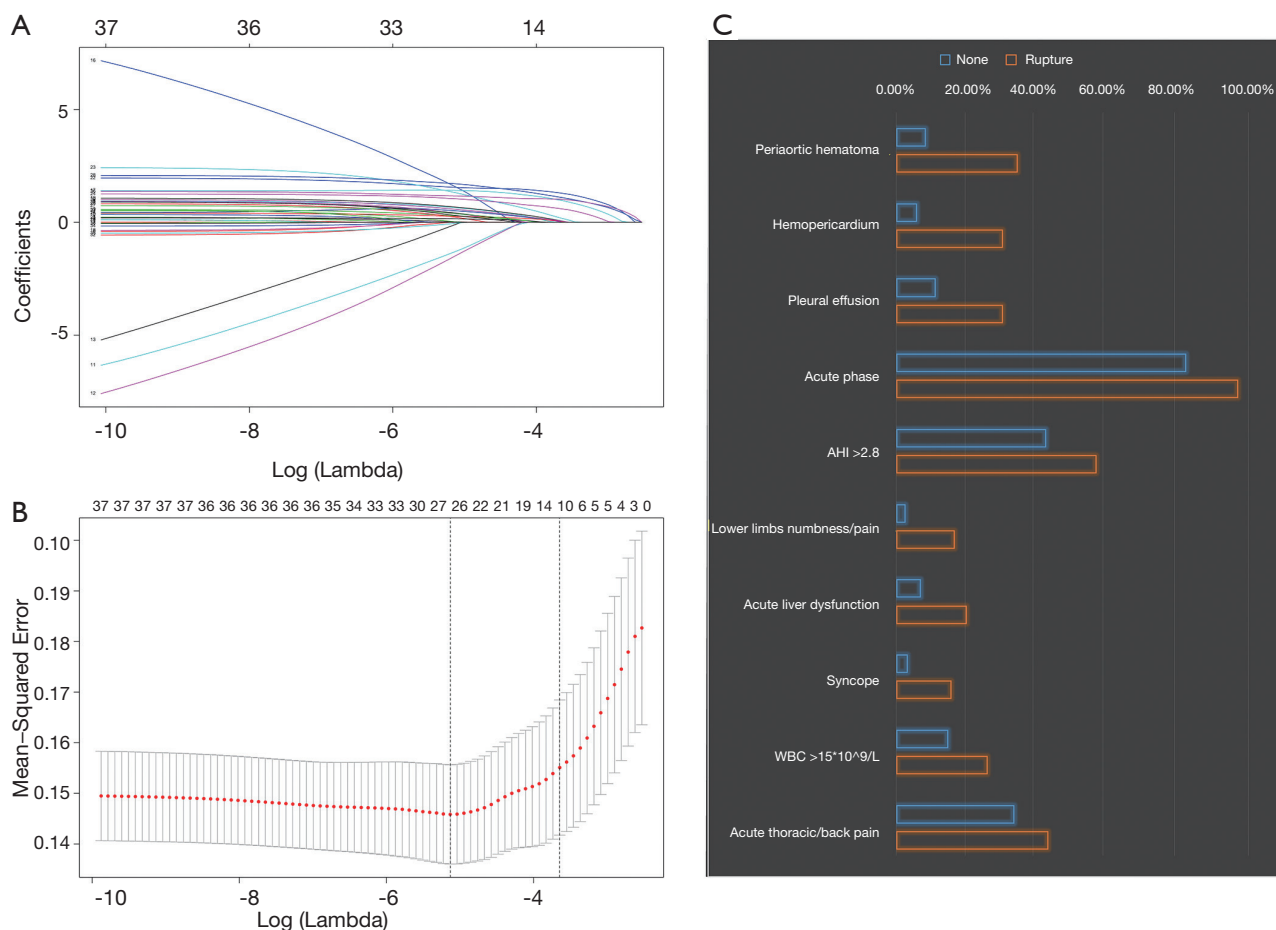 A
37 36 33 14
5
0
-5
Coefficients
-10 -8 -6 -4
Log (Lambda)
B
37 37 37 37 37 36 36 36 36 36 36 35 34 33 33 30 27 26 22 21 19 14 10 6 5 5 4 3 0
0.10
0.19
0.18
0.17
0.16
0.15
0.14
Mean-Squared Error
-10 -8 -6 -4
Log (Lambda)
C
None Rupture
0.00% 20.00% 40.00% 60.00% 80.00% 100.00%
Periaortic hematoma
Hemopericardium
Pleural effusion
Acute phase
AHI >2.8
Lower limbs numbness/pain
Acute liver dysfunction
Syncope
WBC >15*10^9/L
Acute thoracic/back pain